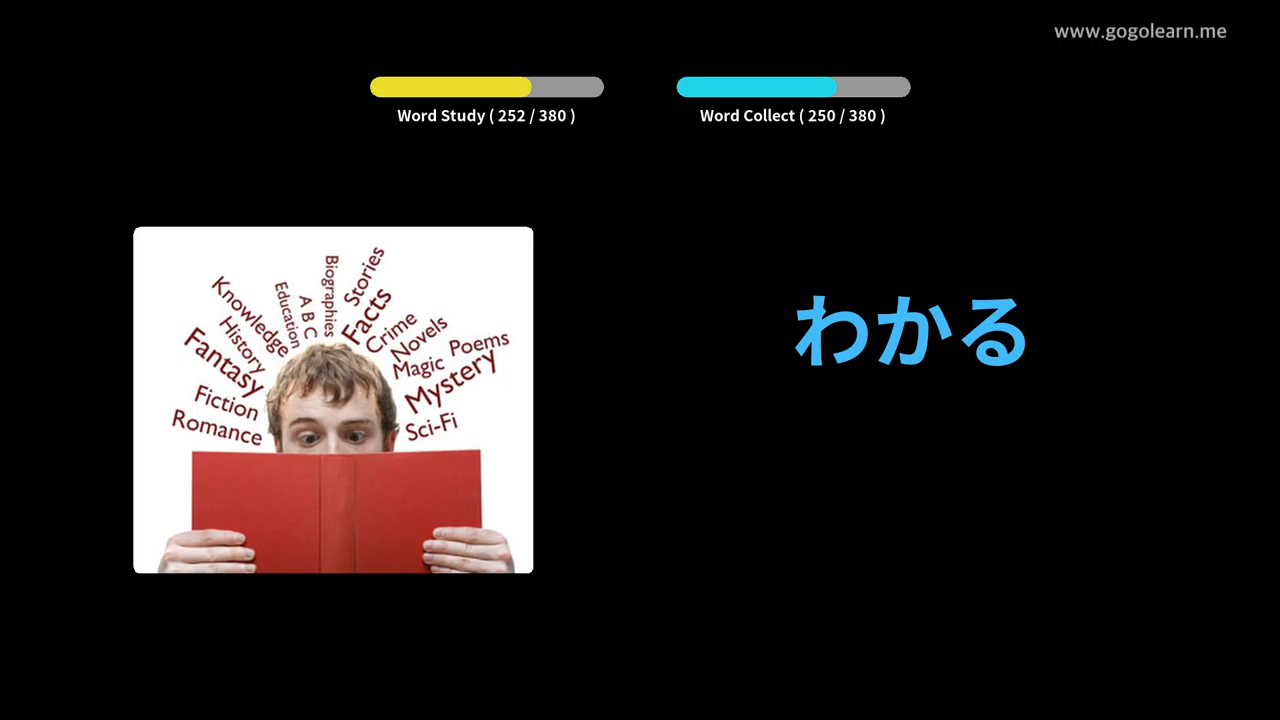 www.gogolearn.me
Word Study ( 252 / 380 )
Word Collect ( 250 / 380 )
わかる
Knowledge
Education
A B C
Biographies
Stories
Facts
Crime
Novels
Poems
Magic
Mystery
Sci-Fi
History
Fantasy
Fiction
Romance